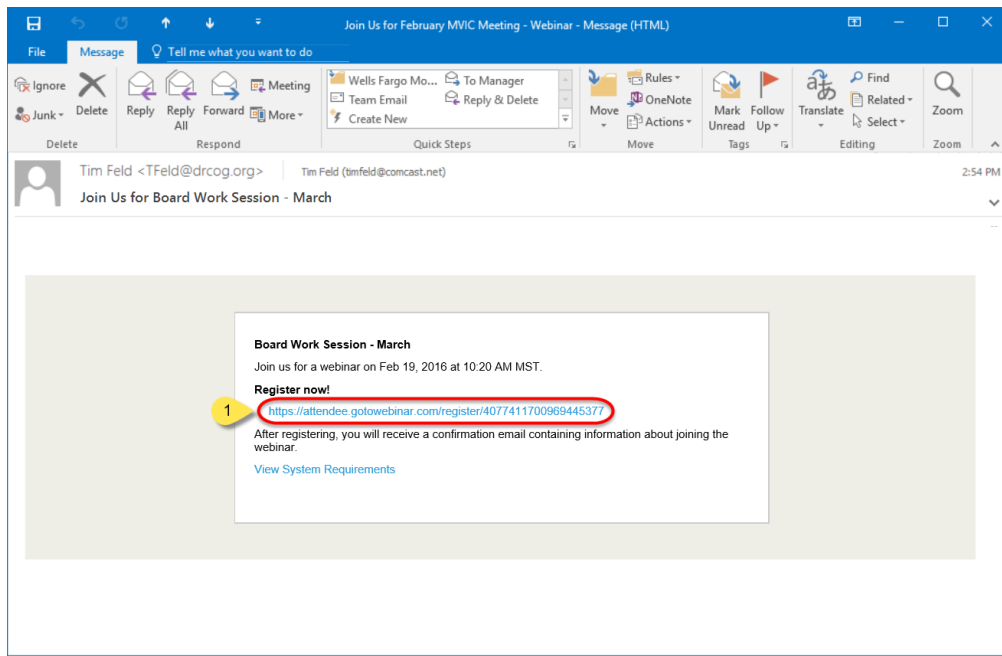 Join Us for February MVIC Meeting - Webinar - Message (HTML)
File Message Tell me what you want to do
Ignore
Junk
Delete
Delete
Reply
Reply All
Forward
Meeting
More
Respond
Wells Fargo Mo...
To Manager
Team Email
Reply & Delete
Create New
Quick Steps
Move
Rules
OneNote
Actions
Move
Mark Unread
Follow Up
Tags
Translate
Find
Related
Select
Editing
Zoom
Zoom
Tim Feld <TFeld@drcog.org> Tim Feld (timfeld@comcast.net) 2:54 PM
Join Us for Board Work Session - March
Board Work Session - March
Join us for a webinar on Feb 19, 2016 at 10:20 AM MST.
Register now!
1 https://attendee.gotowebinar.com/register/4077411700969445377
After registering, you will receive a confirmation email containing information about joining the
webinar.
View System Requirements